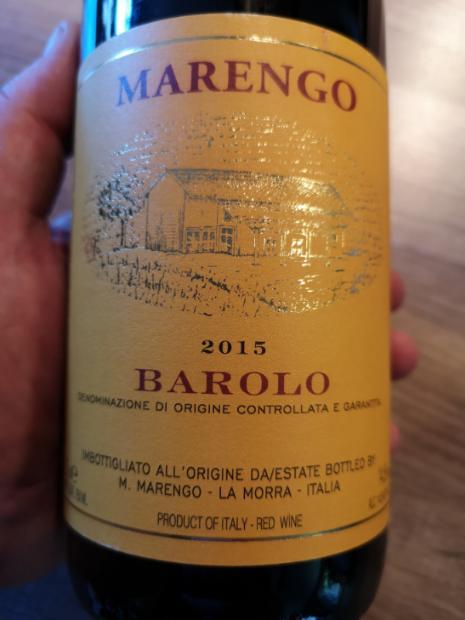 MARENGO
2015
BAROLO
DENOMINAZIONE DI ORIGINE CONTROLLATA E GARANTITA
IMBOTTIGLIATO ALL'ORIGINE DA/ESTATE BOTTLED BY:
M. MARENGO - LA MORRA - ITALIA
PRODUCT OF ITALY - RED WINE